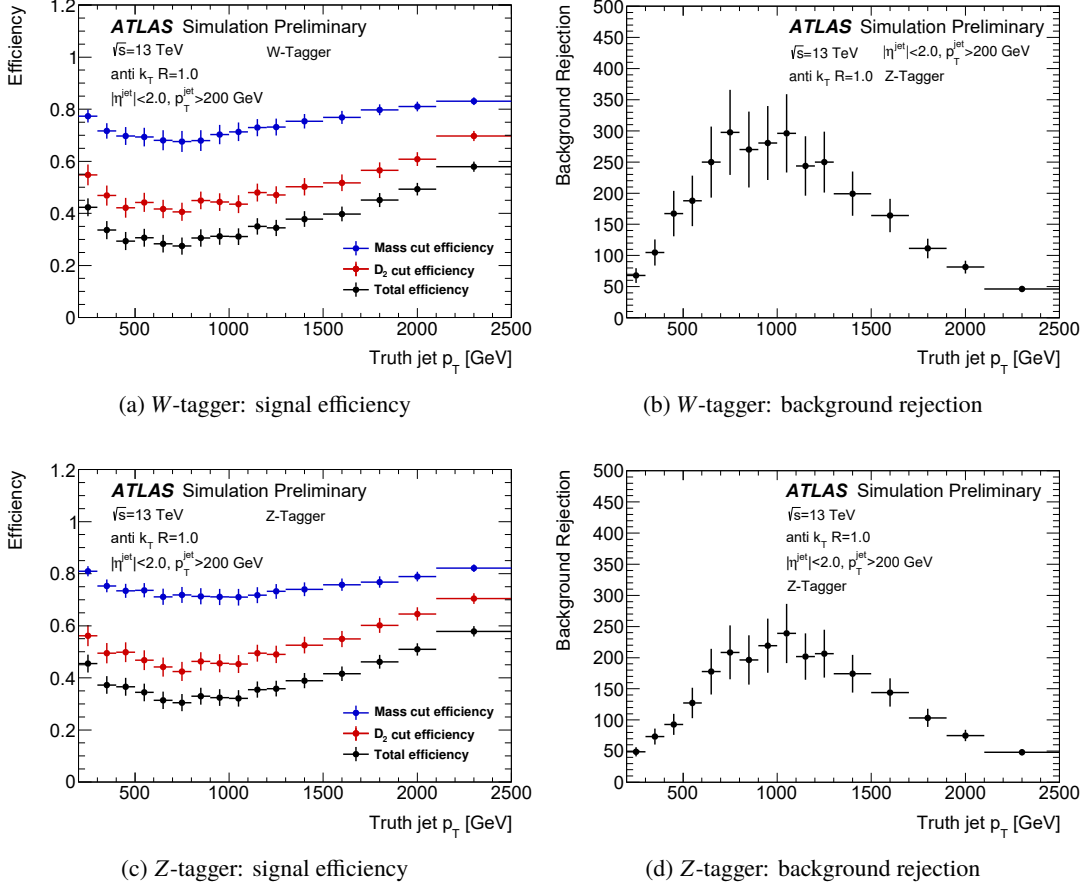 ATLAS Simulation Preliminary
√s=13 TeV
W-Tagger
anti k_T R=1.0
|η^jet|<2.0, p_T^jet>200 GeV
Efficiency
1.2
1
0.8
0.6
0.4
0.2
0
Mass cut efficiency
D₂ cut efficiency
Total efficiency
500 1000 1500 2000 2500
Truth jet p_T [GeV]
(a) W-tagger: signal efficiency
ATLAS Simulation Preliminary
√s=13 TeV |η^jet|<2.0, p_T^jet>200 GeV
anti k_T R=1.0 Z-Tagger
Background Rejection
500
450
400
350
300
250
200
150
100
50
0
500 1000 1500 2000 2500
Truth jet p_T [GeV]
(b) W-tagger: background rejection
ATLAS Simulation Preliminary
√s=13 TeV
Z-Tagger
anti k_T R=1.0
|η^jet|<2.0, p_T^jet>200 GeV
Efficiency
1.2
1
0.8
0.6
0.4
0.2
0
Mass cut efficiency
D₂ cut efficiency
Total efficiency
500 1000 1500 2000 2500
Truth jet p_T [GeV]
(c) Z-tagger: signal efficiency
ATLAS Simulation Preliminary
√s=13 TeV
anti k_T R=1.0
|η^jet|<2.0, p_T^jet>200 GeV
Z-Tagger
Background Rejection
500
450
400
350
300
250
200
150
100
50
0
500 1000 1500 2000 2500
Truth jet p_T [GeV]
(d) Z-tagger: background rejection